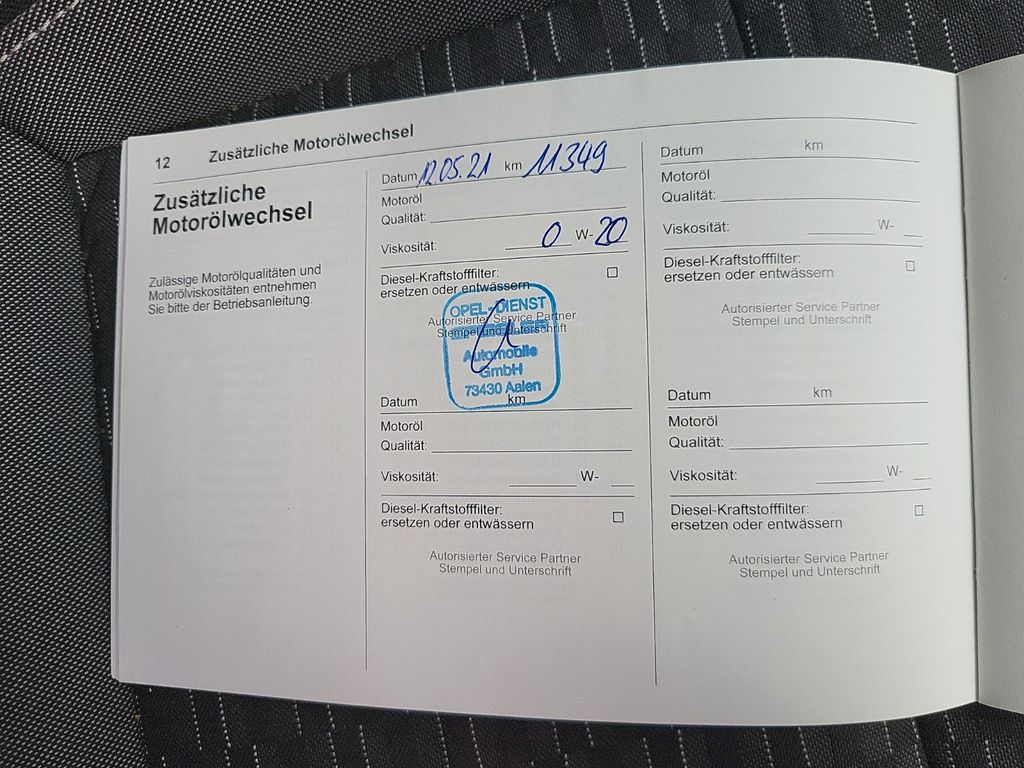 12 Zusätzliche Motorölwechsel
Zusätzliche
Motorölwechsel
Zulässige Motorölqualitäten und
Motorölviskositäten entnehmen
Sie bitte der Betriebsanleitung.
Datum 12.05.21 km 11349
Motoröl
Qualität:
Viskosität: 0 W- 20
Diesel-Kraftstofffilter:
ersetzen oder entwässern
OPEL-DIENST
Autorisierter Service Partner
Stempel und Unterschrift
Automobile
GmbH
73430 Aalen
Datum km
Motoröl
Qualität:
Viskosität: W-
Diesel-Kraftstofffilter:
ersetzen oder entwässern
Autorisierter Service Partner
Stempel und Unterschrift
Datum km
Motoröl
Qualität:
Viskosität: W-
Diesel-Kraftstofffilter:
ersetzen oder entwässern
Autorisierter Service Partner
Stempel und Unterschrift
Datum km
Motoröl
Qualität:
Viskosität: W-
Diesel-Kraftstofffilter:
ersetzen oder entwässern
Autorisierter Service Partner
Stempel und Unterschrift